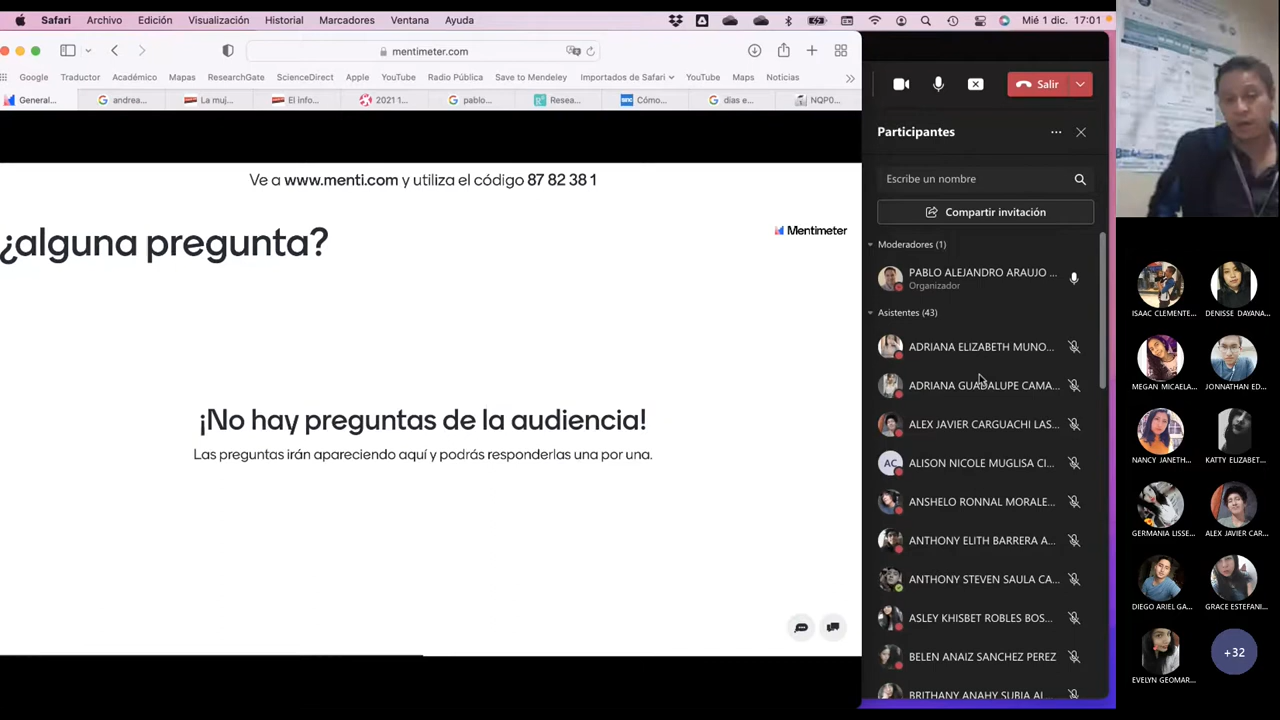 Safari Archivo Edición Visualización Historial Marcadores Ventana Ayuda Mié 1 dic. 17:01
mentimeter.com
Google Traductor Académico Mapas ResearchGate ScienceDirect Apple YouTube Radio Pública Save to Mendeley Importados de Safari YouTube Maps Noticias
General... andrea... La muj... El info... 2021 1... pablo... Resea... Cómo... dias e... NQP0...
Ve a www.menti.com y utiliza el código 87 82 38 1
¿alguna pregunta?
Mentimeter
¡No hay preguntas de la audiencia!
Las preguntas irán apareciendo aquí y podrás responderlas una por una.
Salir
Participantes
Escribe un nombre
Compartir invitación
Moderadores (1)
PABLO ALEJANDRO ARAUJO ...
Organizador
Asistentes (43)
ADRIANA ELIZABETH MUNO...
ADRIANA GUADALUPE CAMA...
ALEX JAVIER CARGUACHI LAS...
AC ALISON NICOLE MUGLISA CI...
ANSHELO RONNAL MORALE...
ANTHONY ELITH BARRERA A...
ANTHONY STEVEN SAULA CA...
ASLEY KHISBET ROBLES BOS...
BELEN ANAIZ SANCHEZ PEREZ
BRITHANY ANAHY SUBIA AL...
ISAAC CLEMENTE... DENISSE DAYANA...
MEGAN MICAELA... JONNATHAN ED...
NANCY JANETH... KATTY ELIZABET...
GERMANIA LISSE... ALEX JAVIER CAR...
DIEGO ARIEL GA... GRACE ESTEFANI...
EVELYN GEOMAR... +32